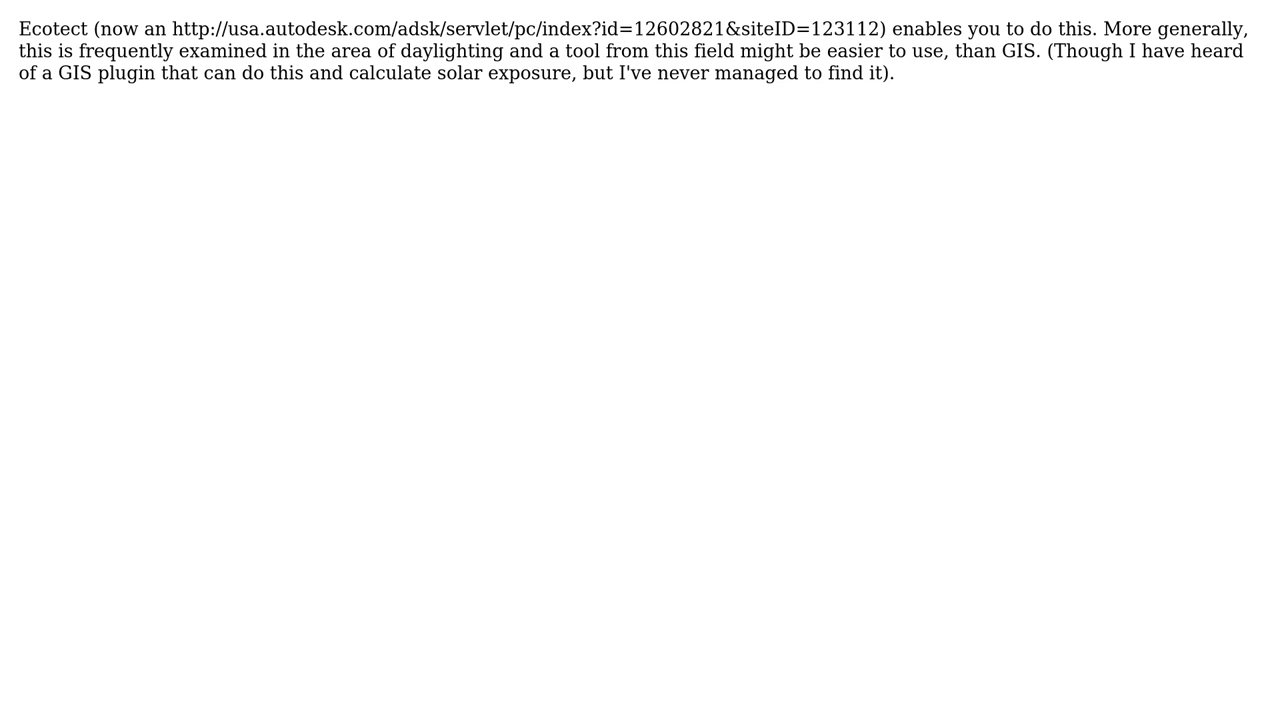 Ecotect (now an http://usa.autodesk.com/adsk/servlet/pc/index?id=12602821&siteID=123112) enables you to do this. More generally,
this is frequently examined in the area of daylighting and a tool from this field might be easier to use, than GIS. (Though I have heard
of a GIS plugin that can do this and calculate solar exposure, but I've never managed to find it).